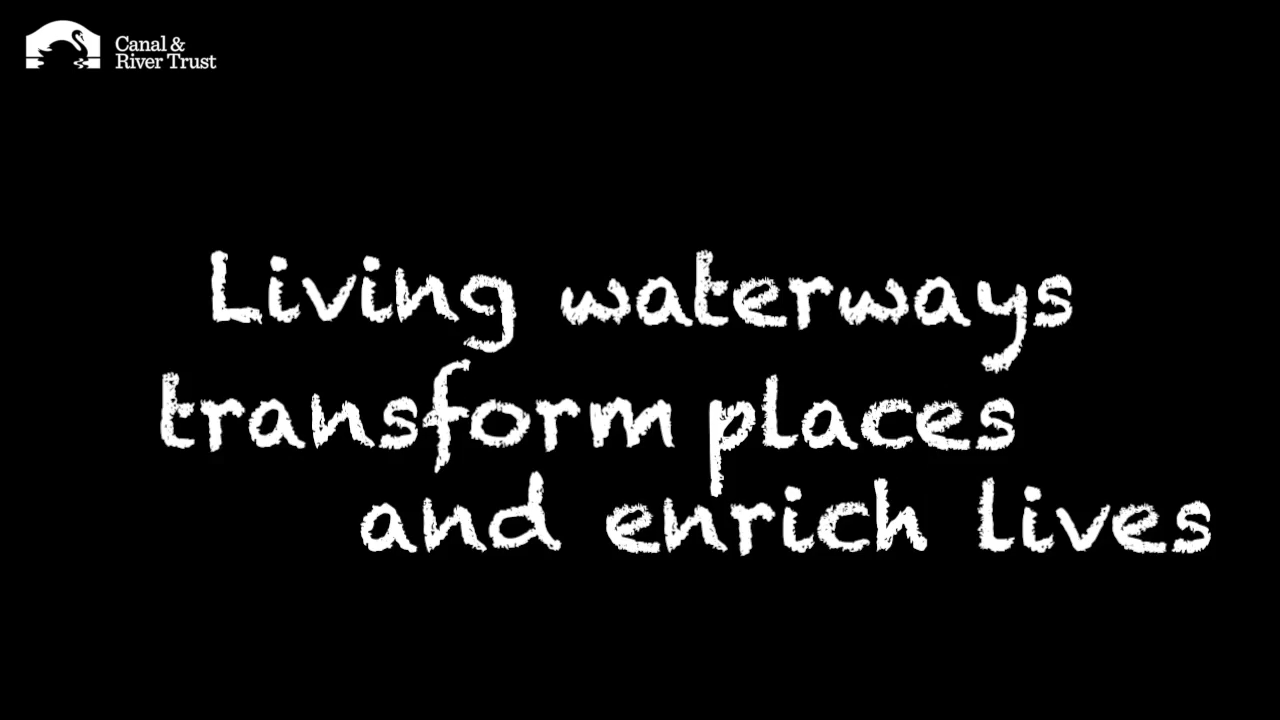 Canal &
River Trust
Living waterways
transform places
and enrich lives